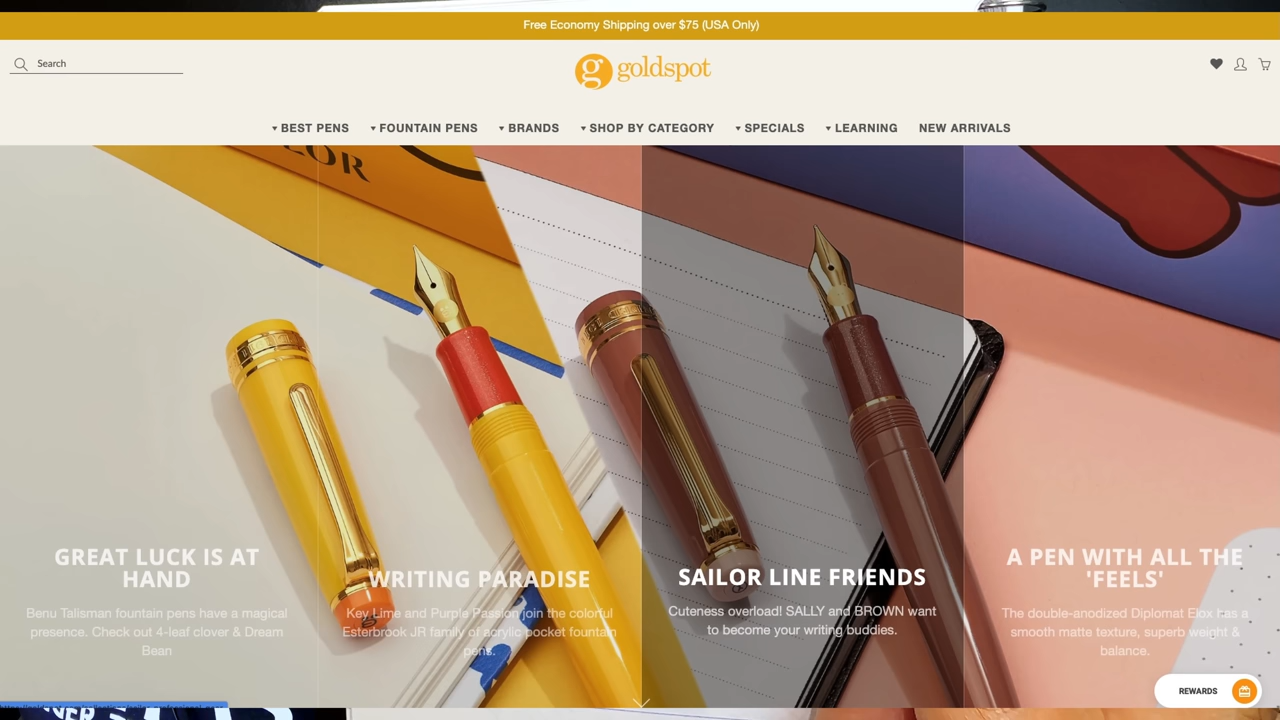 Free Economy Shipping over $75 (USA Only)
Search
g goldspot
BEST PENS
FOUNTAIN PENS
BRANDS
SHOP BY CATEGORY
SPECIALS
LEARNING
NEW ARRIVALS
LOR
GREAT LUCK IS AT
HAND
Benu Talisman fountain pens have a magical
presence. Check out 4-leaf clover & Dream
Bean
WRITING PARADISE
Key Lime and Purple Passion join the colorful
Esterbrook JR family of acrylic pocket fountain
pens.
SAILOR LINE FRIENDS
Cuteness overload! SALLY and BROWN want
to become your writing buddies.
A PEN WITH ALL THE
'FEELS'
The double-anodized Diplomat Elox has a
smooth matte texture, superb weight &
balance.
REWARDS